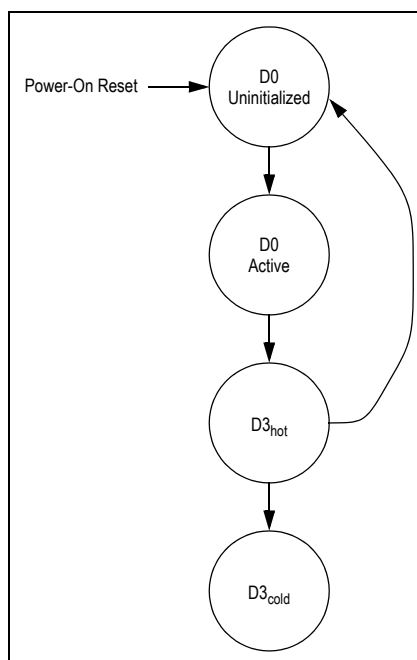 Power-On Reset
D0
Uninitialized
D0
Active
D3hot
D3cold